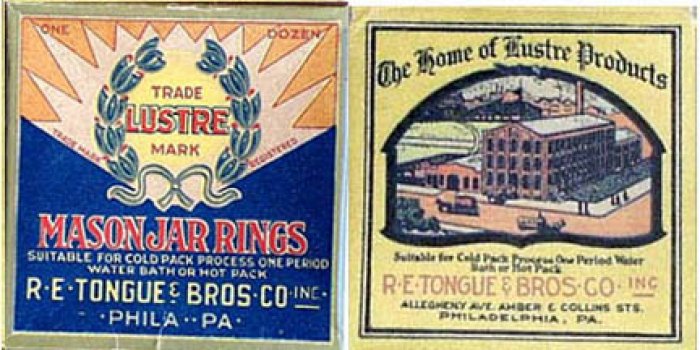 ONE DOZEN
TRADE
LUSTRE
MARK
TRADE MARK REGISTERED
MASON JAR RINGS
SUITABLE FOR COLD PACK PROCESS ONE PERIOD
WATER BATH OR HOT PACK
R·E·TONGUE & BROS·CO·INC·
·PHILA··PA·
The Home of Lustre Products
Suitable for Cold Pack Process One Period Water
Bath or Hot Pack
R·E·TONGUE & BROS·CO·INC
ALLEGHENY AVE. AMBER & COLLINS STS.
PHILADELPHIA, PA.